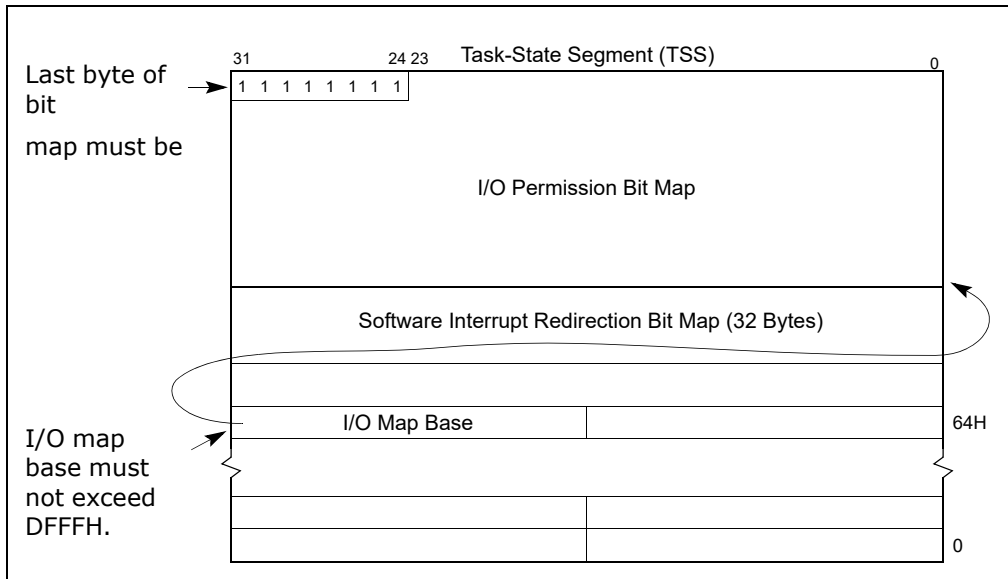 Task-State Segment (TSS)
31
24 23
0
Last byte of
bit
map must be
1 1 1 1 1 1 1 1
I/O Permission Bit Map
Software Interrupt Redirection Bit Map (32 Bytes)
I/O map
base must
not exceed
DFFFH.
I/O Map Base
64H
0